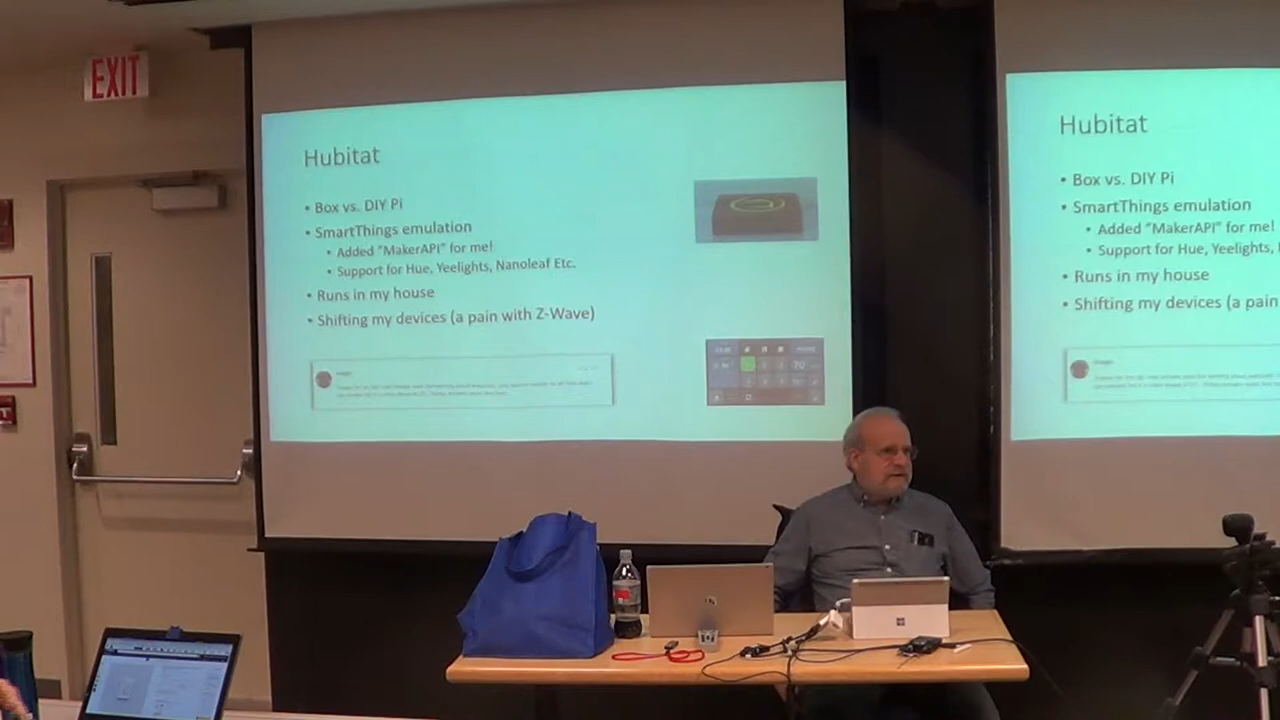 EXIT
Hubitat
• Box vs. DIY Pi
• SmartThings emulation
• Added "MakerAPI" for me!
• Support for Hue, Yeelights, Nanoleaf Etc.
• Runs in my house
• Shifting my devices (a pain with Z-Wave)
70
Hubitat
• Box vs. DIY Pi
• SmartThings emulation
• Added "MakerAPI" for me!
• Support for Hue, Yeelights,
• Runs in my house
• Shifting my devices (a pain